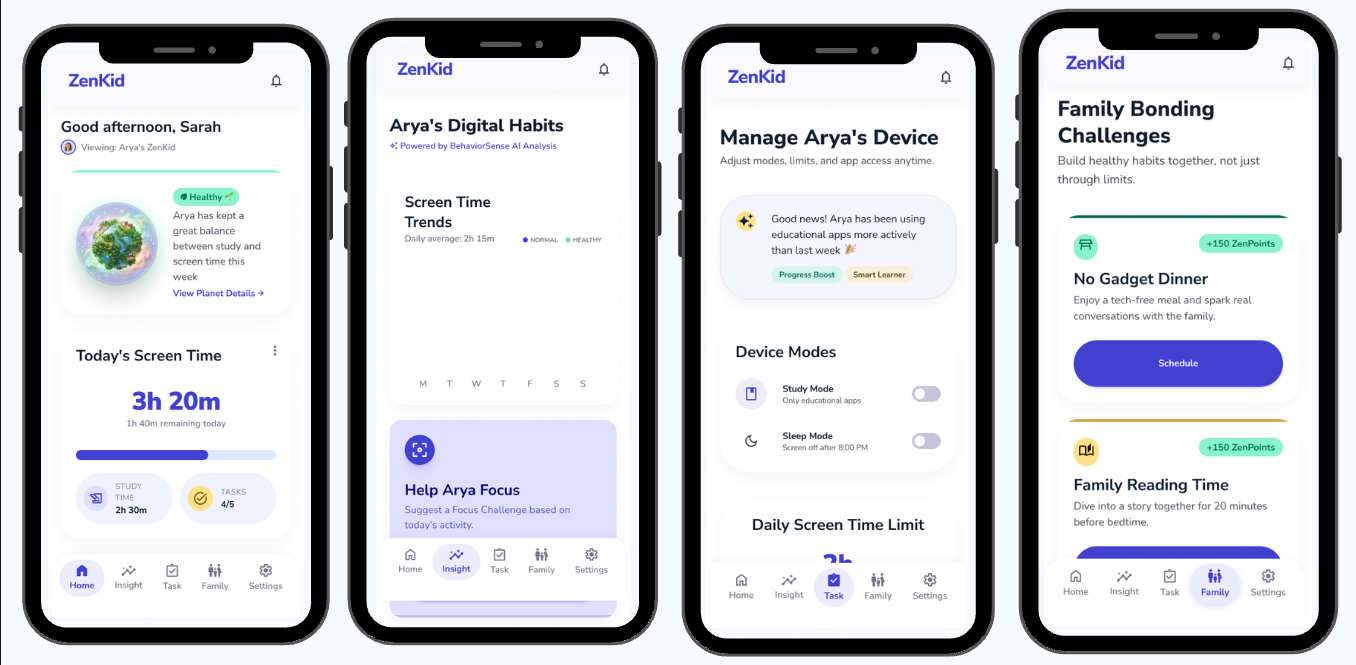 ZenKid
Good afternoon, Sarah
Viewing: Arya's ZenKid
Healthy 🌱
Arya has kept a
great balance
between study and
screen time this
week
View Planet Details →
Today's Screen Time
3h 20m
1h 40m remaining today
STUDY
TIME
2h 30m
TASKS
4/5
Home
Insight
Task
Family
Settings
ZenKid
Arya's Digital Habits
Powered by BehaviorSense AI Analysis
Screen Time
Trends
Daily average: 2h 15m
NORMAL
HEALTHY
M T W T F S S
Help Arya Focus
Suggest a Focus Challenge based on
today's activity.
Home
Insight
Task
Family
Settings
ZenKid
Manage Arya's Device
Adjust modes, limits, and app access anytime.
Good news! Arya has been using
educational apps more actively
than last week 🎉
Progress Boost
Smart Learner
Device Modes
Study Mode
Only educational apps
Sleep Mode
Screen off after 8:00 PM
Daily Screen Time Limit
2h
Home
Insight
Task
Family
Settings
ZenKid
Family Bonding
Challenges
Build healthy habits together, not just
through limits.
+150 ZenPoints
No Gadget Dinner
Enjoy a tech-free meal and spark real
conversations with the family.
Schedule
+150 ZenPoints
Family Reading Time
Dive into a story together for 20 minutes
before bedtime.
Home
Insight
Task
Family
Settings